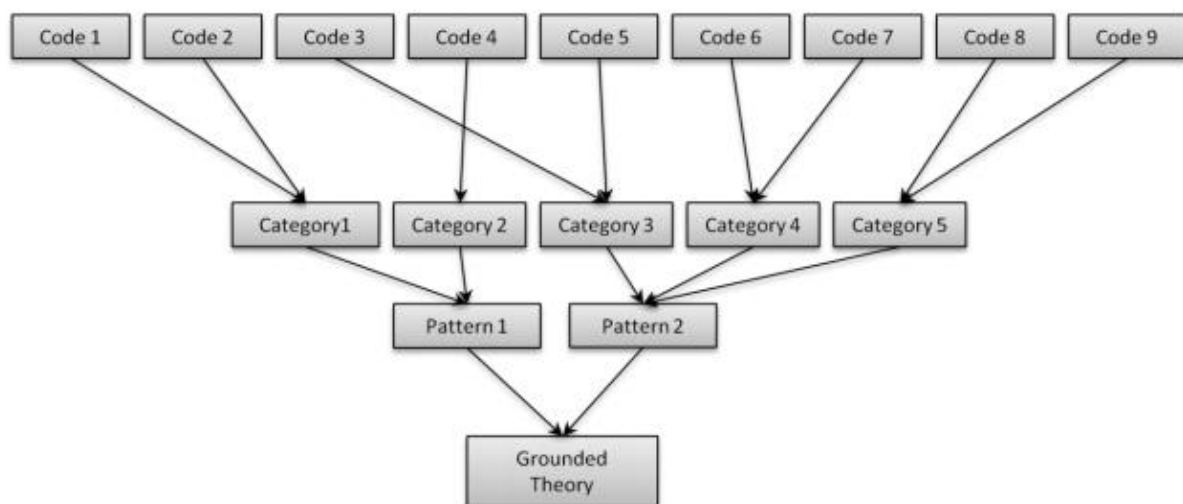 Code 1
Code 2
Code 3
Code 4
Code 5
Code 6
Code 7
Code 8
Code 9
Category1
Category 2
Category 3
Category 4
Category 5
Pattern 1
Pattern 2
Grounded
Theory